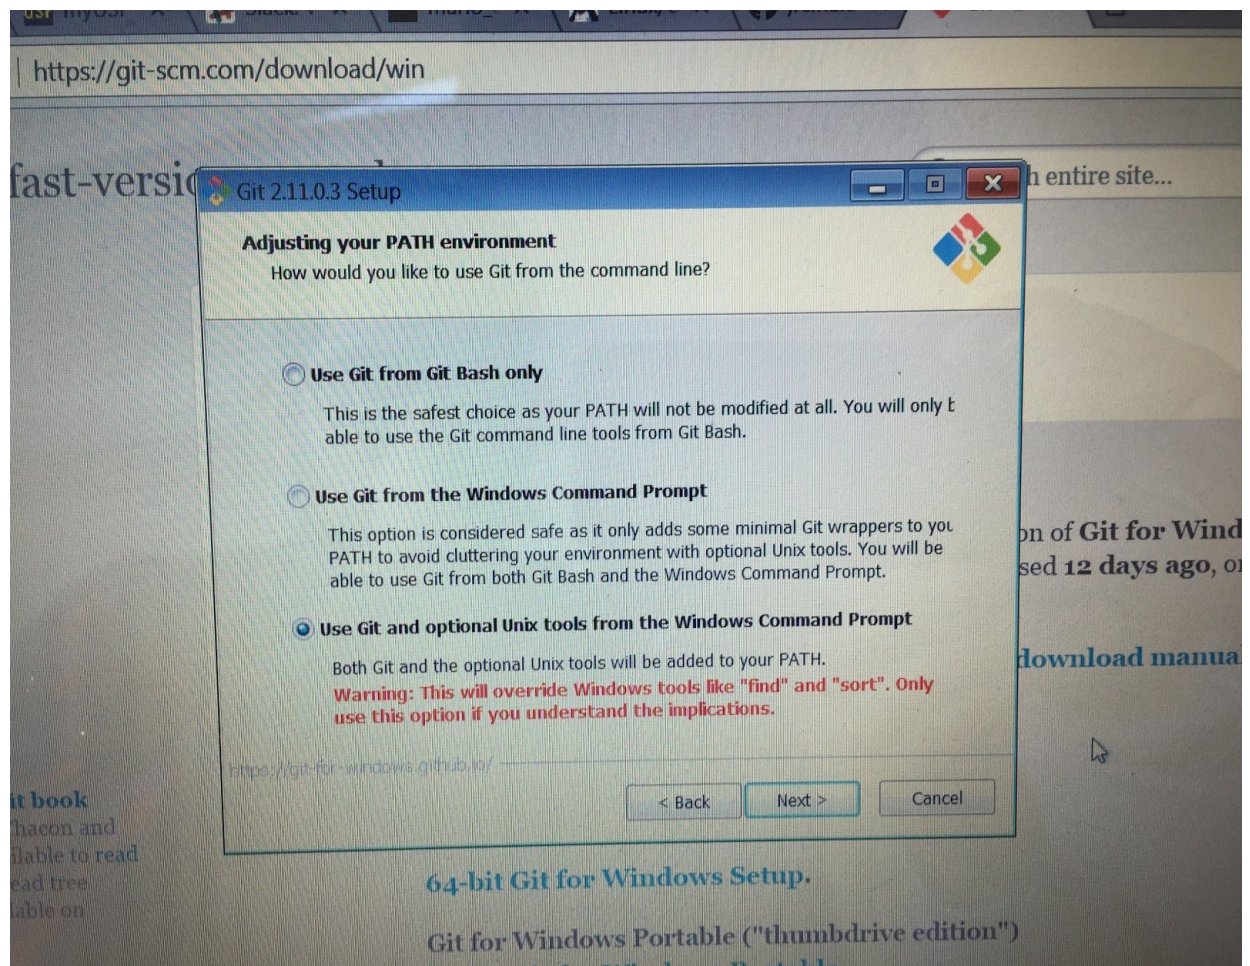 https://git-scm.com/download/win
fast-versio
entire site...
Git 2.11.0.3 Setup
Adjusting your PATH environment
How would you like to use Git from the command line?
Use Git from Git Bash only
This is the safest choice as your PATH will not be modified at all. You will only b
able to use the Git command line tools from Git Bash.
Use Git from the Windows Command Prompt
This option is considered safe as it only adds some minimal Git wrappers to you
PATH to avoid cluttering your environment with optional Unix tools. You will be
able to use Git from both Git Bash and the Windows Command Prompt.
Use Git and optional Unix tools from the Windows Command Prompt
Both Git and the optional Unix tools will be added to your PATH.
Warning: This will override Windows tools like "find" and "sort". Only
use this option if you understand the implications.
https://git-for-windows.github.io/
< Back
Next >
Cancel
on of Git for Wind
sed 12 days ago, or
download manual
it book
hacon and
ilable to read
ead tree
lable on
64-bit Git for Windows Setup.
Git for Windows Portable ("thumbdrive edition")